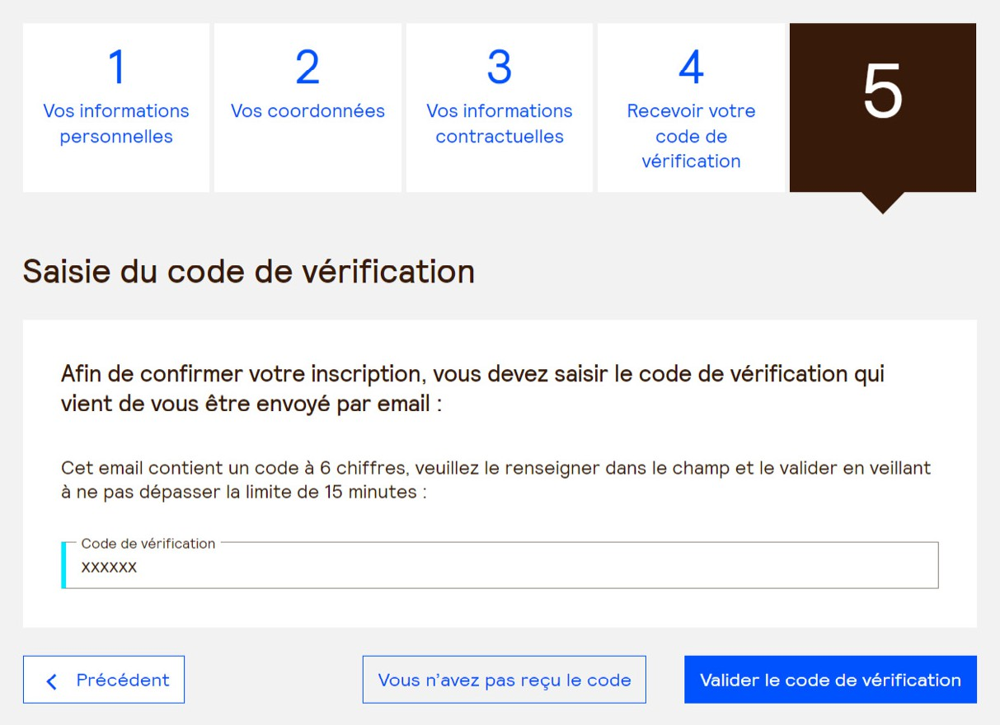 1
Vos informations
personnelles
2
Vos coordonnées
3
Vos informations
contractuelles
4
Recevoir votre
code de
vérification
5
Saisie du code de vérification
Afin de confirmer votre inscription, vous devez saisir le code de vérification qui
vient de vous être envoyé par email :
Cet email contient un code à 6 chiffres, veuillez le renseigner dans le champ et le valider en veillant
à ne pas dépasser la limite de 15 minutes :
Code de vérification
xxxxxx
Précédent
Vous n’avez pas reçu le code
Valider le code de vérification